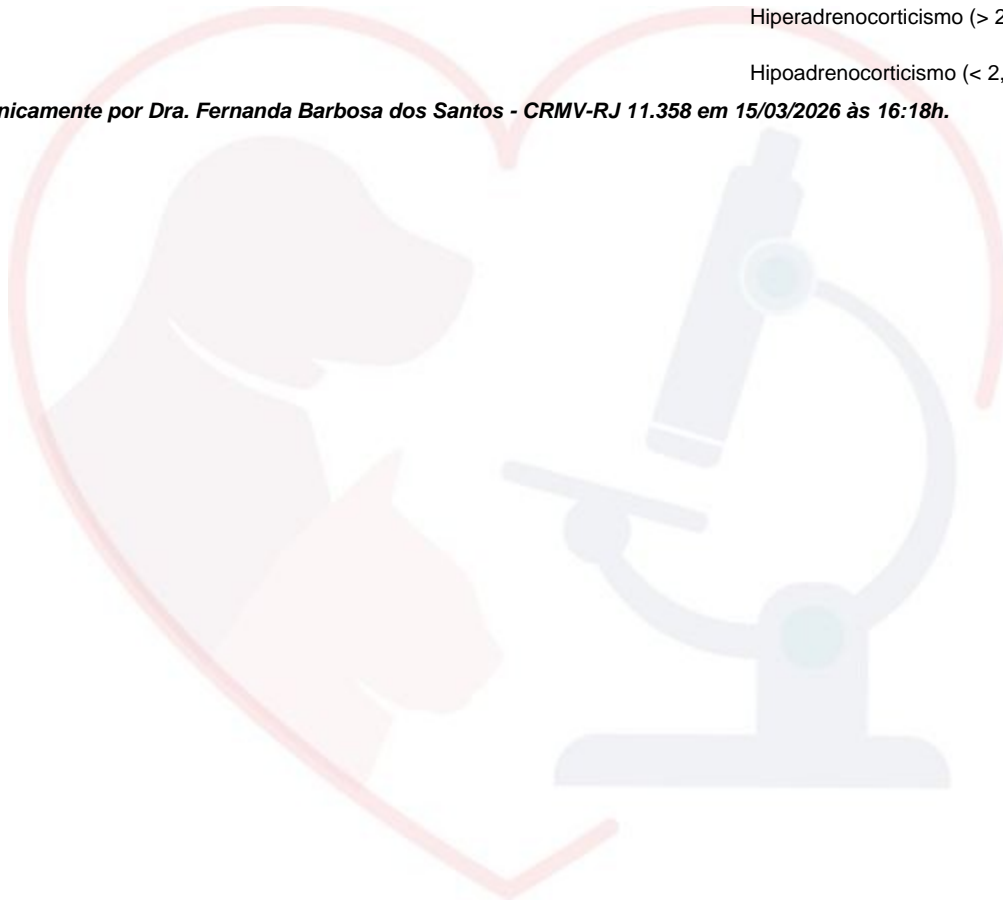 Hiperadrenocorticismo (> 2
Hipoadrenocorticismo (< 2,
nicamente por Dra. Fernanda Barbosa dos Santos - CRMV-RJ 11.358 em 15/03/2026 às 16:18h.